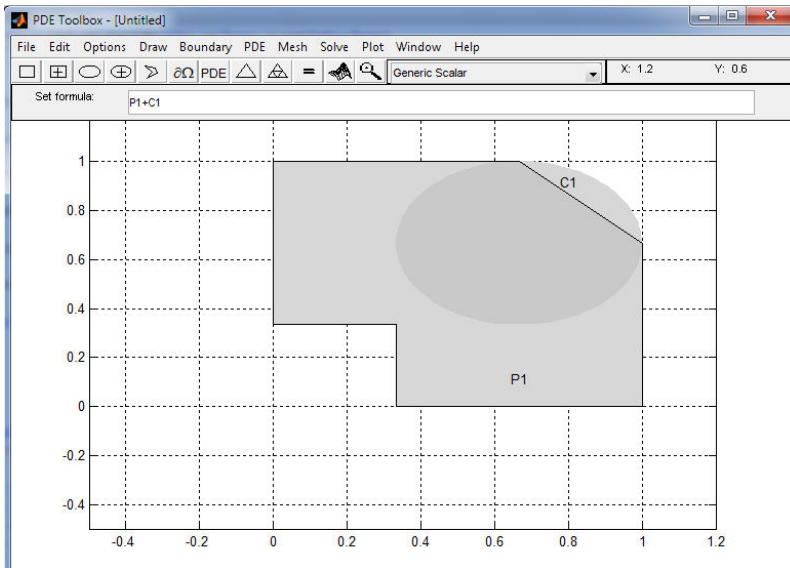 PDE Toolbox - [Untitled]
File Edit Options Draw Boundary PDE Mesh Solve Plot Window Help
∂Ω PDE = Generic Scalar X: 1.2 Y: 0.6
Set formula: P1+C1
1
C1
0.8
0.6
0.4
0.2
P1
0
-0.2
-0.4
-0.4 -0.2 0 0.2 0.4 0.6 0.8 1 1.2